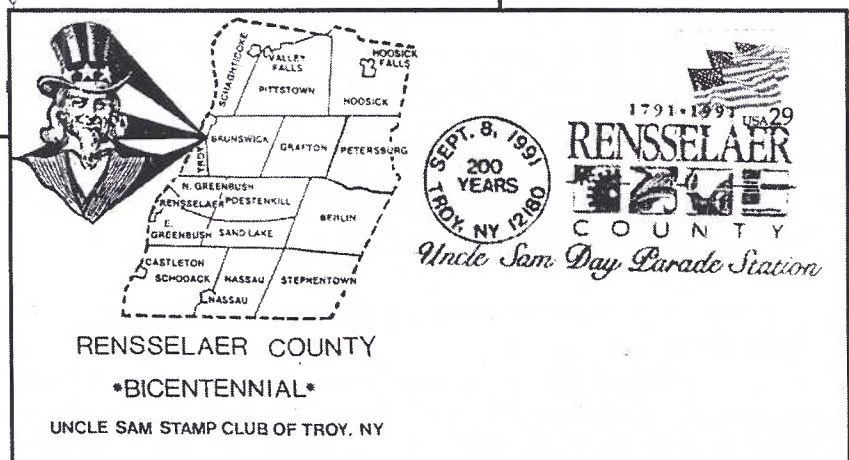 SCHAGHTICOKE
VALLEY
FALLS
HOOSICK
FALLS
PITTSTOWN
HOOSICK
TROY
BRUNSWICK
GRAFTON
PETERSBURG
N. GREENBUSH
RENSSELAER
POESTENKILL
BERLIN
E.
GREENBUSH
SAND LAKE
CASTLETON
SCHODACK
NASSAU
STEPHENTOWN
NASSAU
RENSSELAER COUNTY
*BICENTENNIAL*
UNCLE SAM STAMP CLUB OF TROY, NY
SEPT. 8, 1991
200
YEARS
TROY, NY 12180
USA 29
1791•1991
RENSSELAER
COUNTY
Uncle Sam Day Parade Station